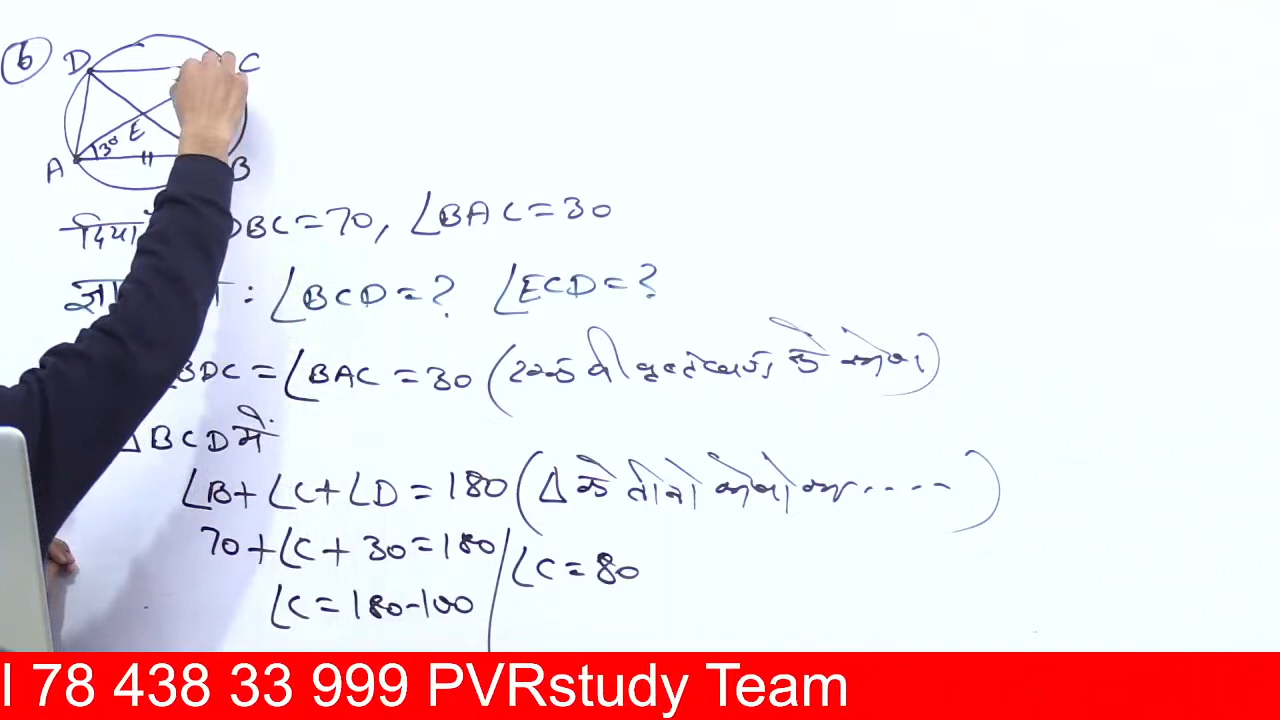 6
D C
30° E
A B
DBC=70, ∠BAC=30
: ∠BCD=? ∠ECD=?
BDC = ∠BAC = 30 ( के कोण)
Δ BCD में
∠B+∠C+∠D = 180 (Δ के तीनों कोणों का ....)
70+∠C+30=180
∠C=180-100
∠C=80
78 438 33 999 PVRstudy Team